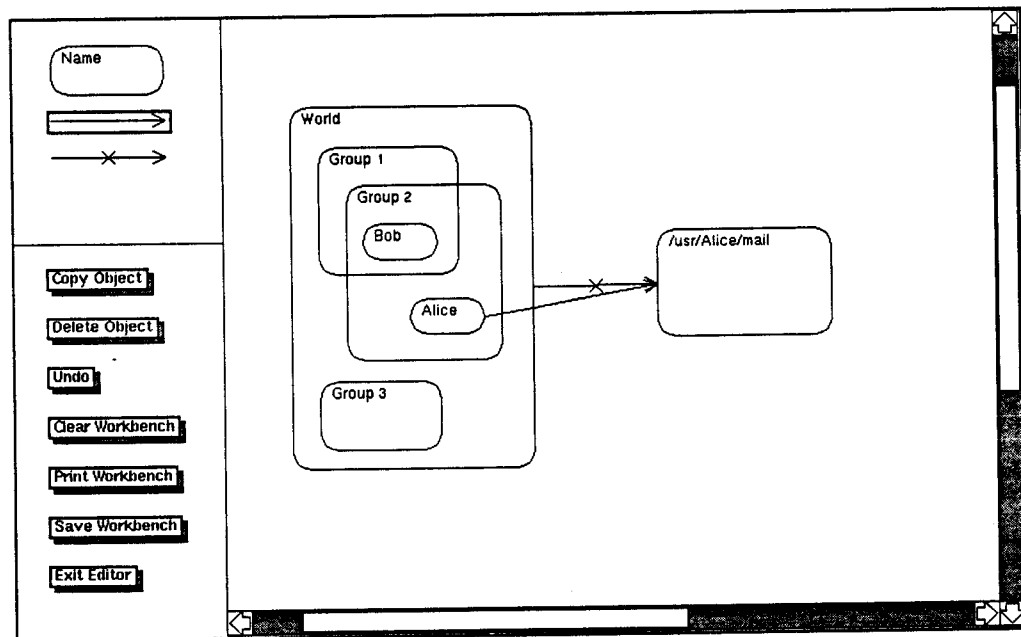 Name
World
Group 1
Group 2
Bob
/usr/Alice/mail
Alice
Group 3
Copy Object
Delete Object
Undo
Clear Workbench
Print Workbench
Save Workbench
Exit Editor